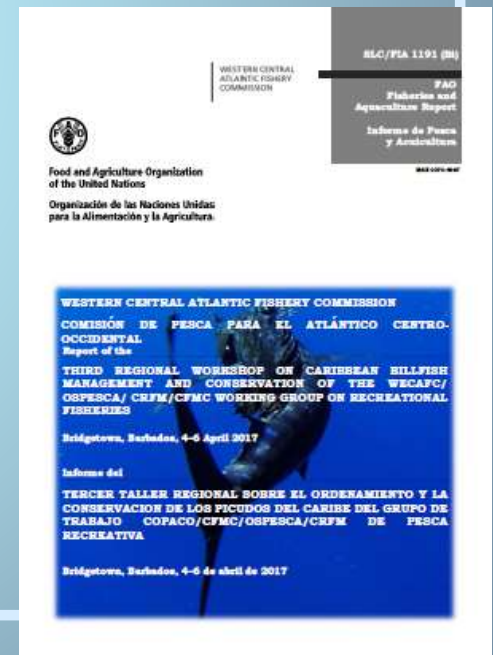 SLC/FIA 1191 (Bi)
WESTERN CENTRAL
ATLANTIC FISHERY
COMMISSION
FAO
Fisheries and
Aquaculture Report
Informe de Pesca
y Acuicultura
Food and Agriculture Organization
of the United Nations
Organización de las Naciones Unidas
para la Alimentación y la Agricultura
WESTERN CENTRAL ATLANTIC FISHERY COMMISSION
COMISIÓN DE PESCA PARA EL ATLÁNTICO CENTRO-
OCCIDENTAL
Report of the
THIRD REGIONAL WORKSHOP ON CARIBBEAN BILLFISH
MANAGEMENT AND CONSERVATION OF THE WECAFC/
OSPESCA/ CRFM/CFMC WORKING GROUP ON RECREATIONAL
FISHERIES
Bridgetown, Barbados, 4–6 April 2017
Informe del
TERCER TALLER REGIONAL SOBRE EL ORDENAMIENTO Y LA
CONSERVACION DE LOS PICUDOS DEL CARIBE DEL GRUPO DE
TRABAJO COPACO/CFMC/OSPESCA/CRFM DE PESCA
RECREATIVA
Bridgetown, Barbados, 4–6 de abril de 2017